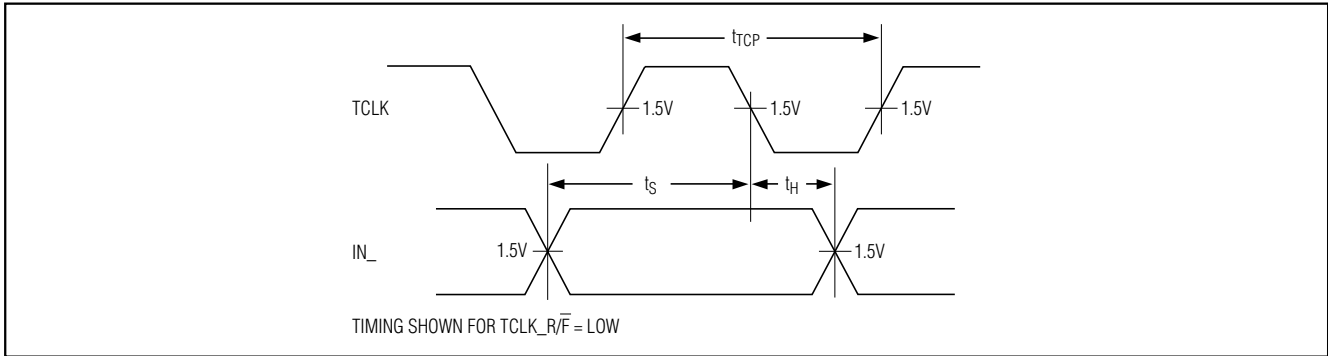 tTCP
TCLK
1.5V
1.5V
1.5V
tS
tH
IN_
1.5V
1.5V
TIMING SHOWN FOR TCLK_R/F̅ = LOW